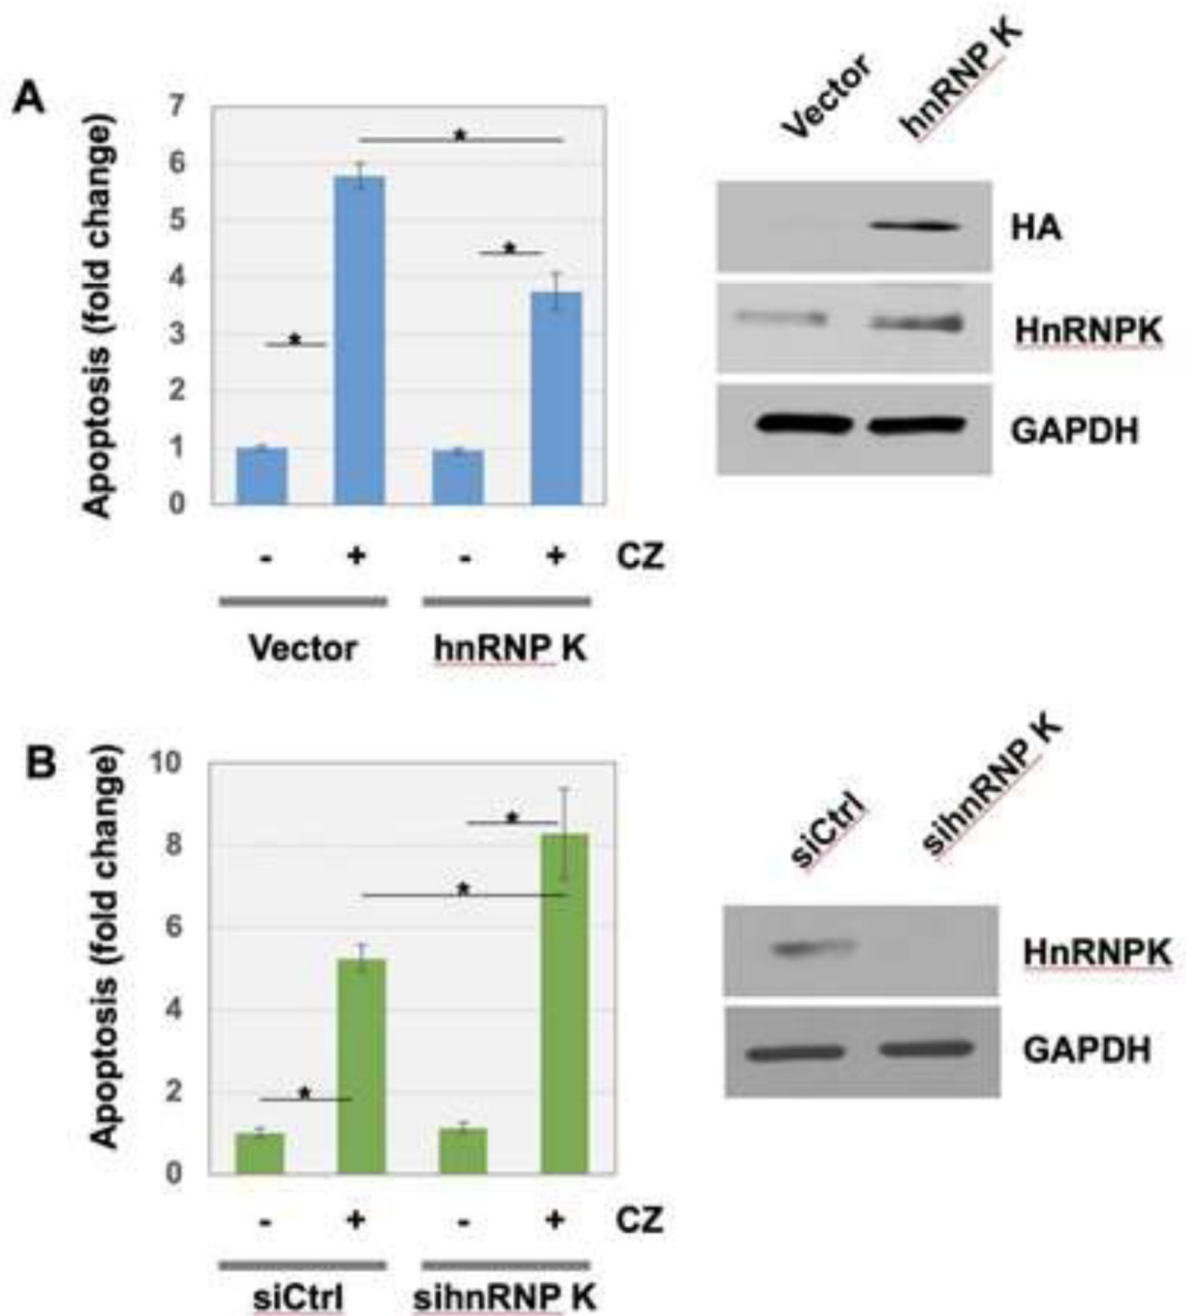 A
Apoptosis (fold change)
7
6
5
4
3
2
1
0
*
*
*
- + - + CZ
Vector hnRNP K
Vector hnRNP K
HA
HnRNPK
GAPDH
B
Apoptosis (fold change)
10
8
6
4
2
0
*
*
*
- + - + CZ
siCtrl sihnRNP K
siCtrl sihnRNP K
HnRNPK
GAPDH